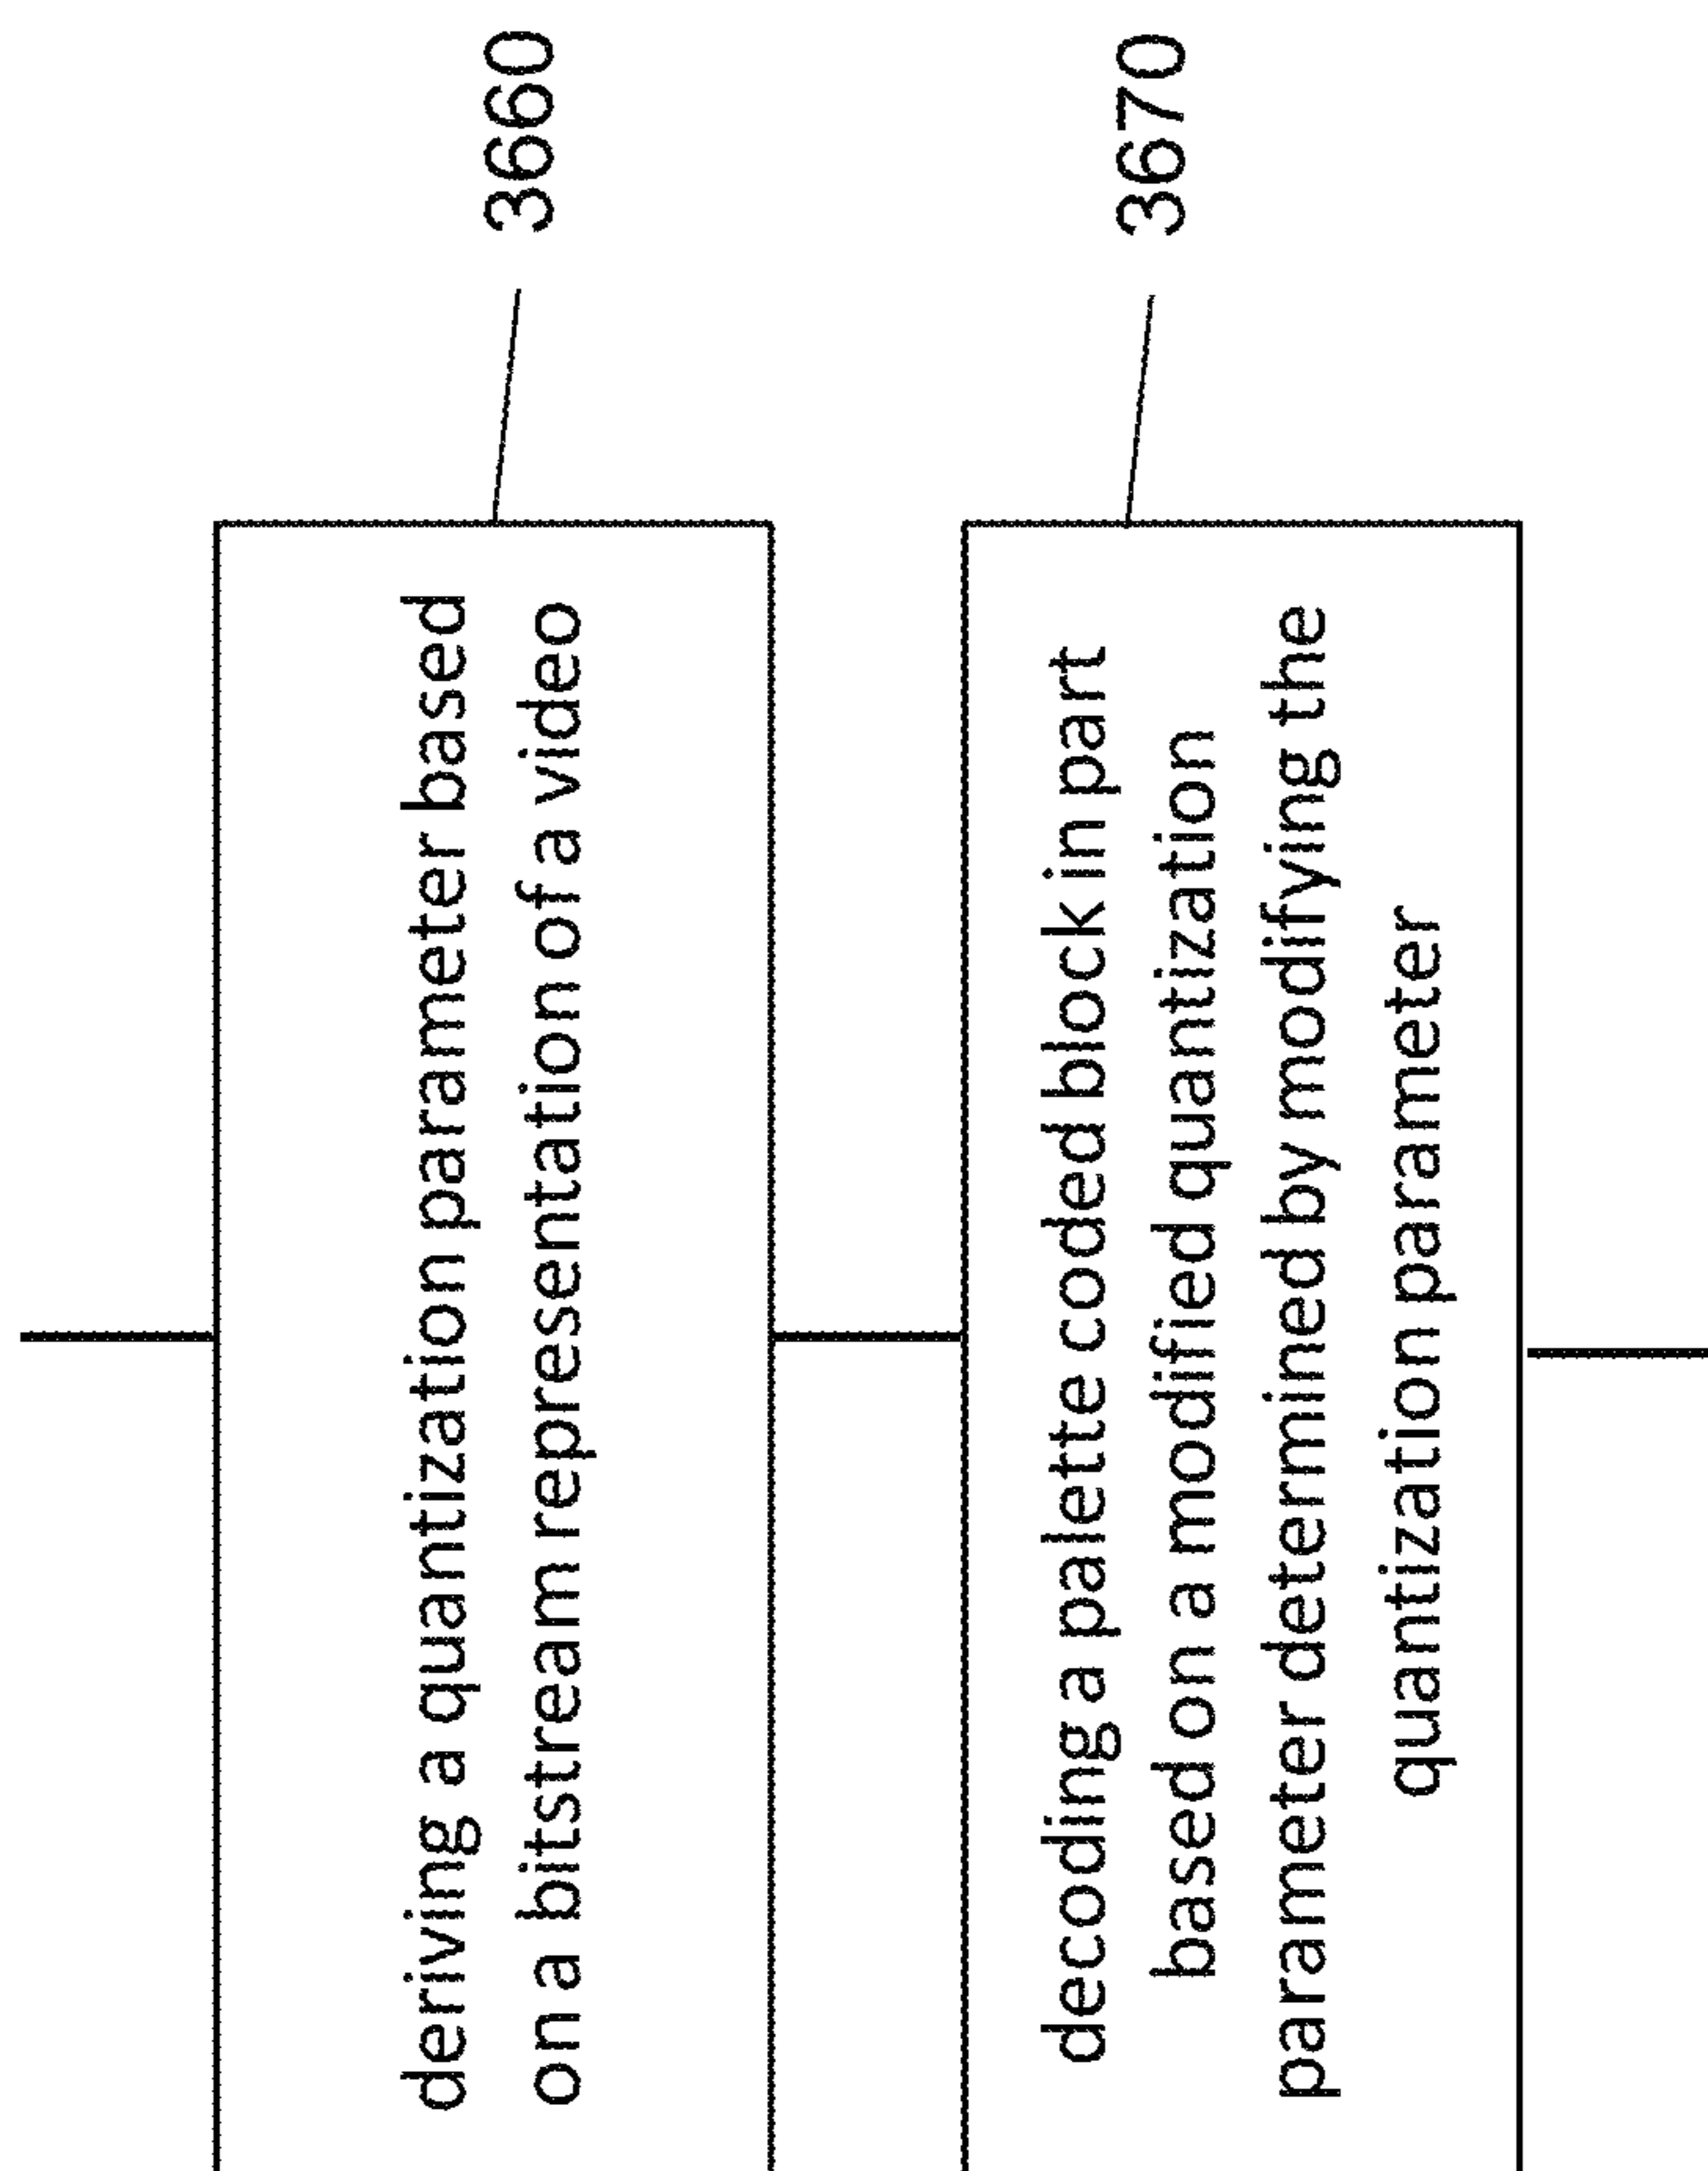 deriving a quantization parameter based
on a bitstream representation of a video
3660
decoding a palette coded block in part
based on a modified quantization
parameter determined by modifying the
quantization parameter
3670